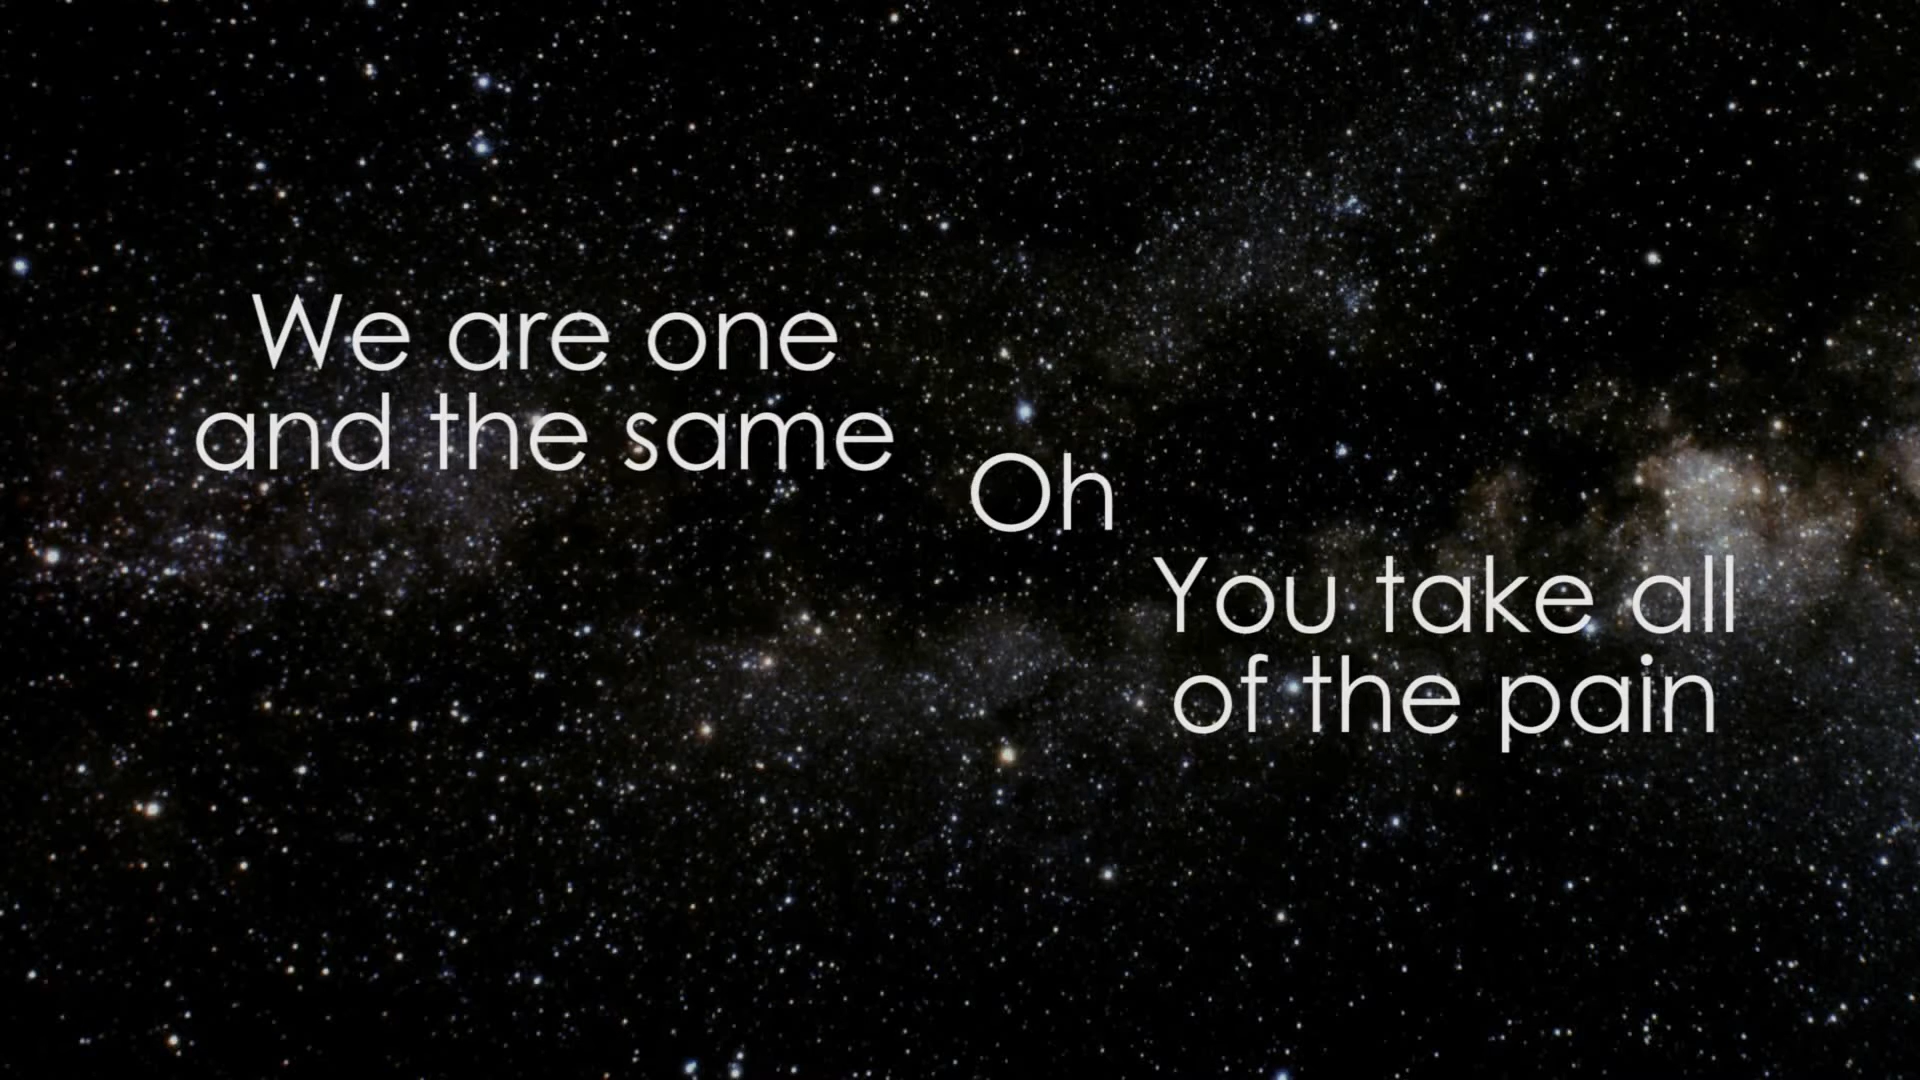 We are one
and the same
Oh
You take all
of the pain